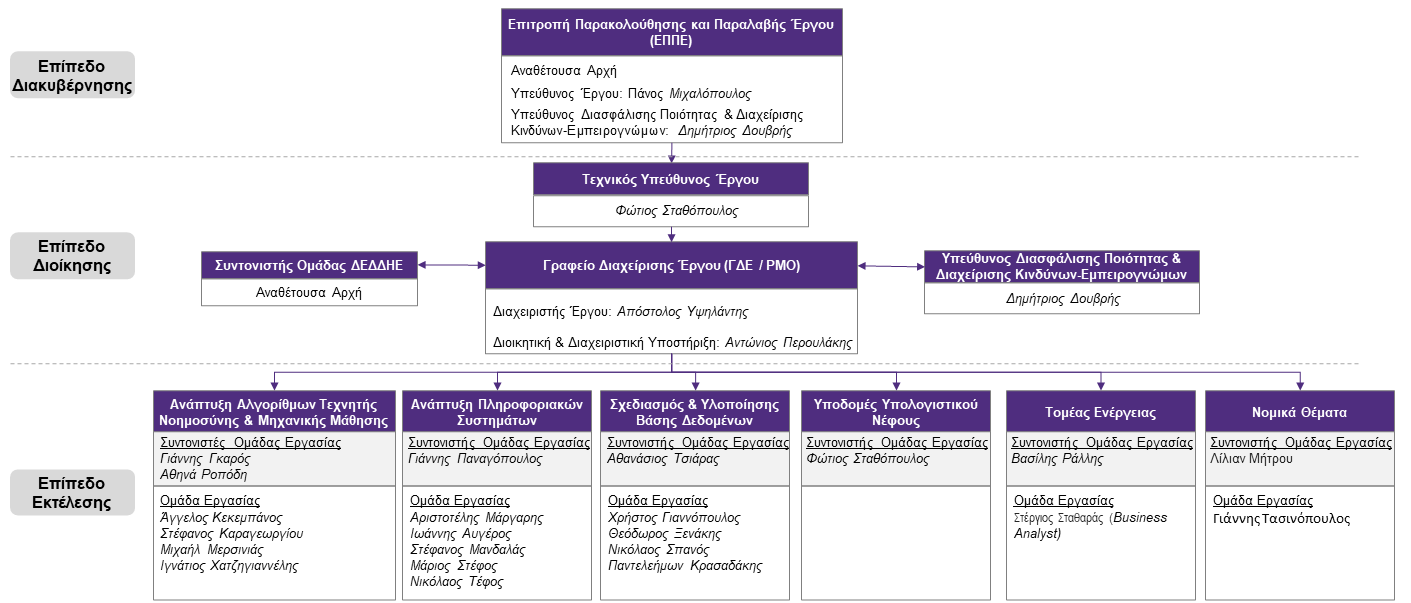 Επιτροπή Παρακολούθησης και Παραλαβής Έργου
(ΕΠΠΕ)
Αναθέτουσα Αρχή
Υπεύθυνος Έργου: Πάνος Μιχαλόπουλος
Υπεύθυνος Διασφάλισης Ποιότητας & Διαχείρισης
Κινδύνων-Εμπειρογνώμων: Δημήτριος Δουβρής
Επίπεδο
Διακυβέρνησης
Τεχνικός Υπεύθυνος Έργου
Φώτιος Σταθόπουλος
Επίπεδο
Διοίκησης
Συντονιστής Ομάδας ΔΕΔΔΗΕ
Αναθέτουσα Αρχή
Γραφείο Διαχείρισης Έργου (ΓΔΕ / PMO)
Διαχειριστής Έργου: Απόστολος Υψηλάντης
Διοικητική & Διαχειριστική Υποστήριξη: Αντώνιος Περουλάκης
Υπεύθυνος Διασφάλισης Ποιότητας &
Διαχείρισης Κινδύνων-Εμπειρογνώμων
Δημήτριος Δουβρής
Επίπεδο
Εκτέλεσης
Ανάπτυξη Αλγορίθμων Τεχνητής
Νοημοσύνης & Μηχανικής Μάθησης
Συντονιστές Ομάδας Εργασίας
Γιάννης Γκαρός
Αθηνά Ροπόδη
Ομάδα Εργασίας
Άγγελος Κεκεμπάνος
Στέφανος Καραγεωργίου
Μιχαήλ Μερσινιάς
Ιγνάτιος Χατζηγιαννέλης
Ανάπτυξη Πληροφοριακών
Συστημάτων
Συντονιστής Ομάδας Εργασίας
Γιάννης Παναγόπουλος
Ομάδα Εργασίας
Αριστοτέλης Μάργαρης
Ιωάννης Αυγέρος
Στέφανος Μανδαλάς
Μάριος Στέφος
Νικόλαος Τέφος
Σχεδιασμός & Υλοποίησης
Βάσης Δεδομένων
Συντονιστής Ομάδας Εργασίας
Αθανάσιος Τσιάρας
Ομάδα Εργασίας
Χρήστος Γιαννόπουλος
Θεόδωρος Ξενάκης
Νικόλαος Σπανός
Παντελεήμων Κρασαδάκης
Υποδομές Υπολογιστικού
Νέφους
Συντονιστής Ομάδας Εργασίας
Φώτιος Σταθόπουλος
Τομέας Ενέργειας
Συντονιστής Ομάδας Εργασίας
Βασίλης Ράλλης
Ομάδα Εργασίας
Στέργιος Σταθαράς (Business
Analyst)
Νομικά Θέματα
Συντονιστής Ομάδας Εργασίας
Λίλιαν Μήτρου
Ομάδα Εργασίας
Γιάννης Τασινόπουλος